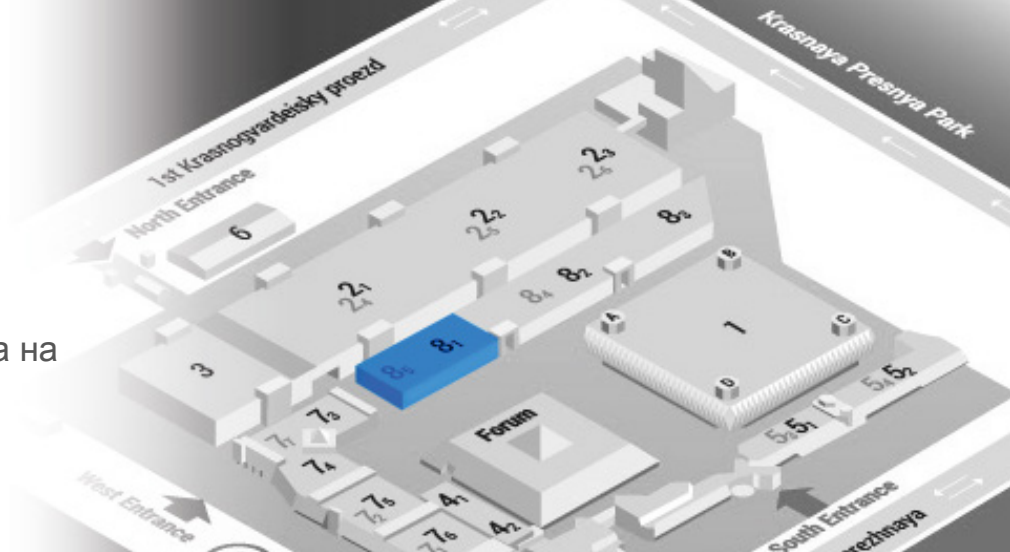 Krasnaya Presnya Park
1st Krasnogvardeisky proezd
North Entrance
6
2₃
2₆
2₂
2₅
8₃
2₁
2₄
8₂
8₄
B
A
1
C
D
а на
3
8₁
7₃
7₁
Forum
5₂
5₄
5₁
5₃
7₄
7₅
7₂
4₁
West Entrance
7₆
4₂
South Entrance
rezhnaya